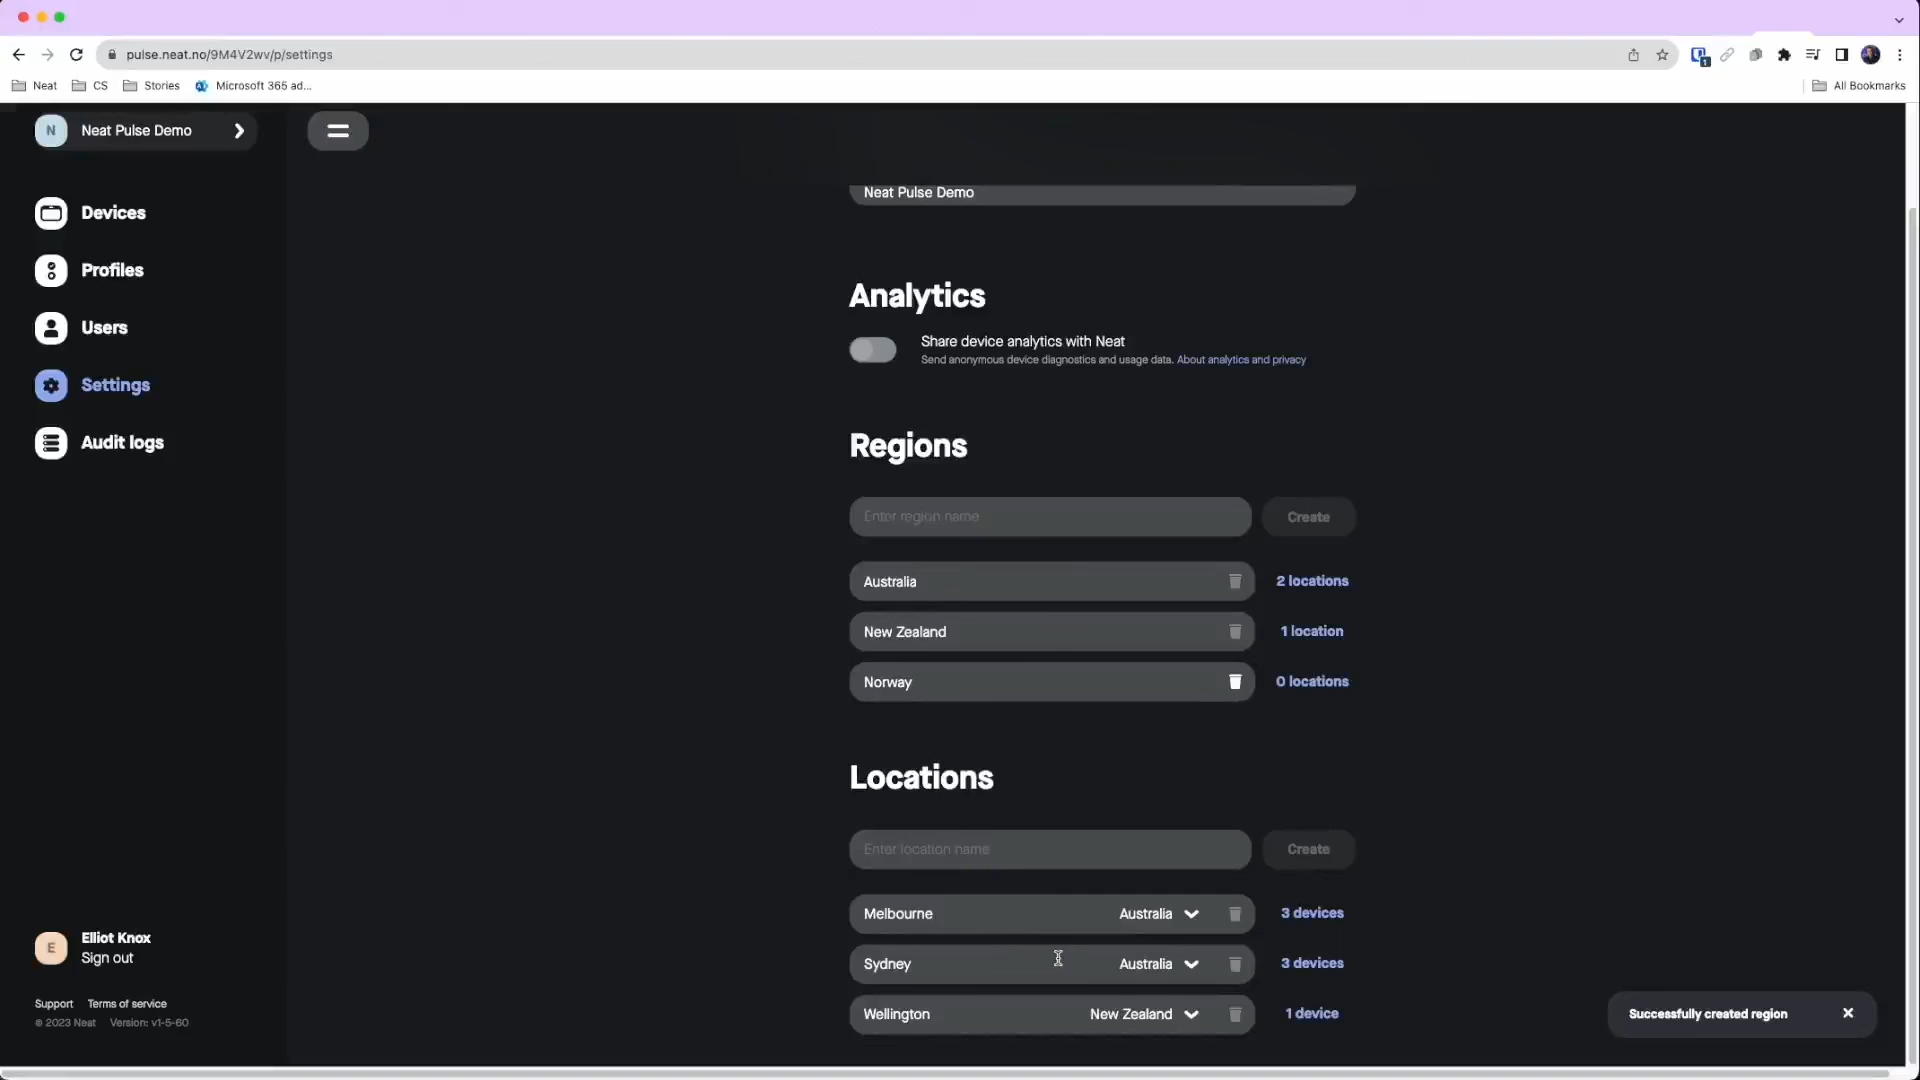 pulse.neat.no/9M4V2wv/p/settings
1
Neat
CS
Stories
Microsoft 365 ad...
All Bookmarks
N
Neat Pulse Demo
Devices
Profiles
Users
Settings
Audit logs
Neat Pulse Demo
Analytics
Share device analytics with Neat
Send anonymous device diagnostics and usage data. About analytics and privacy
Regions
Enter region name
Create
Australia
2 locations
New Zealand
1 location
Norway
0 locations
Locations
Enter location name
Create
Melbourne
Australia
3 devices
Sydney
Australia
3 devices
Wellington
New Zealand
1 device
E
Elliot Knox
Sign out
Support
Terms of service
© 2023 Neat
Version: v1-5-60
Successfully created region